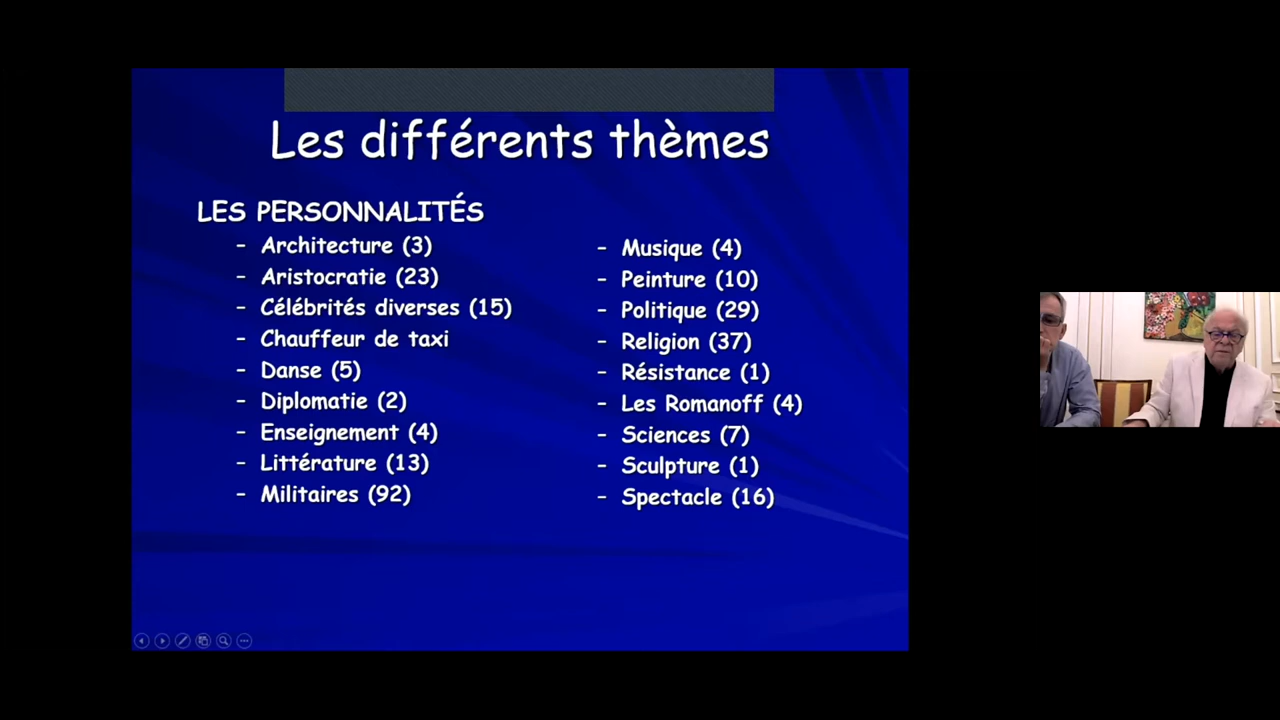 Les différents thèmes
LES PERSONNALITÉS
– Architecture (3)
– Aristocratie (23)
– Célébrités diverses (15)
– Chauffeur de taxi
– Danse (5)
– Diplomatie (2)
– Enseignement (4)
– Littérature (13)
– Militaires (92)
– Musique (4)
– Peinture (10)
– Politique (29)
– Religion (37)
– Résistance (1)
– Les Romanoff (4)
– Sciences (7)
– Sculpture (1)
– Spectacle (16)